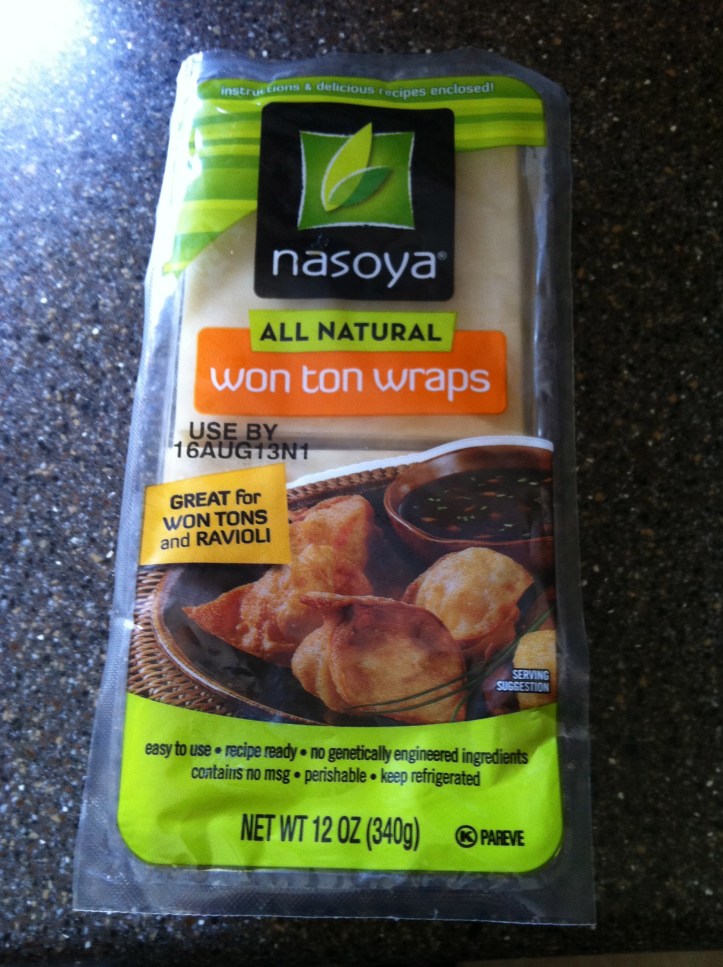 instructions & delicious recipes enclosed!
nasoya®
ALL NATURAL
won ton wraps
USE BY
16AUG13N1
GREAT for
WON TONS
and RAVIOLI
SERVING
SUGGESTION
easy to use • recipe ready • no genetically engineered ingredients
contains no msg • perishable • keep refrigerated
NET WT 12 OZ (340g)
K PAREVE